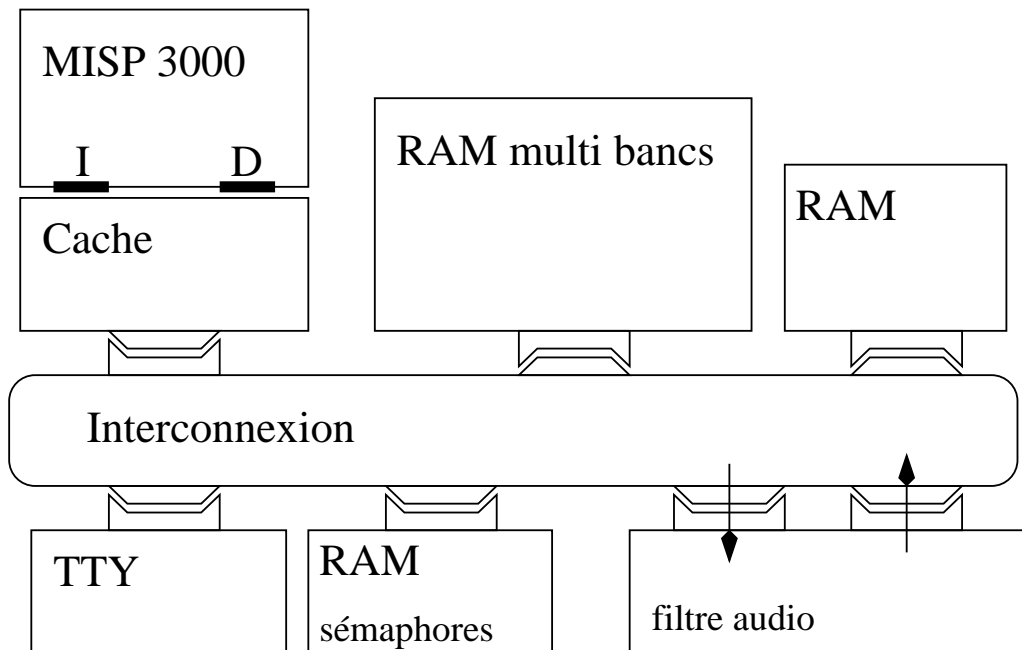 MISP 3000
I D
Cache
RAM multi bancs
RAM
Interconnexion
TTY
RAM
sémaphores
filtre audio